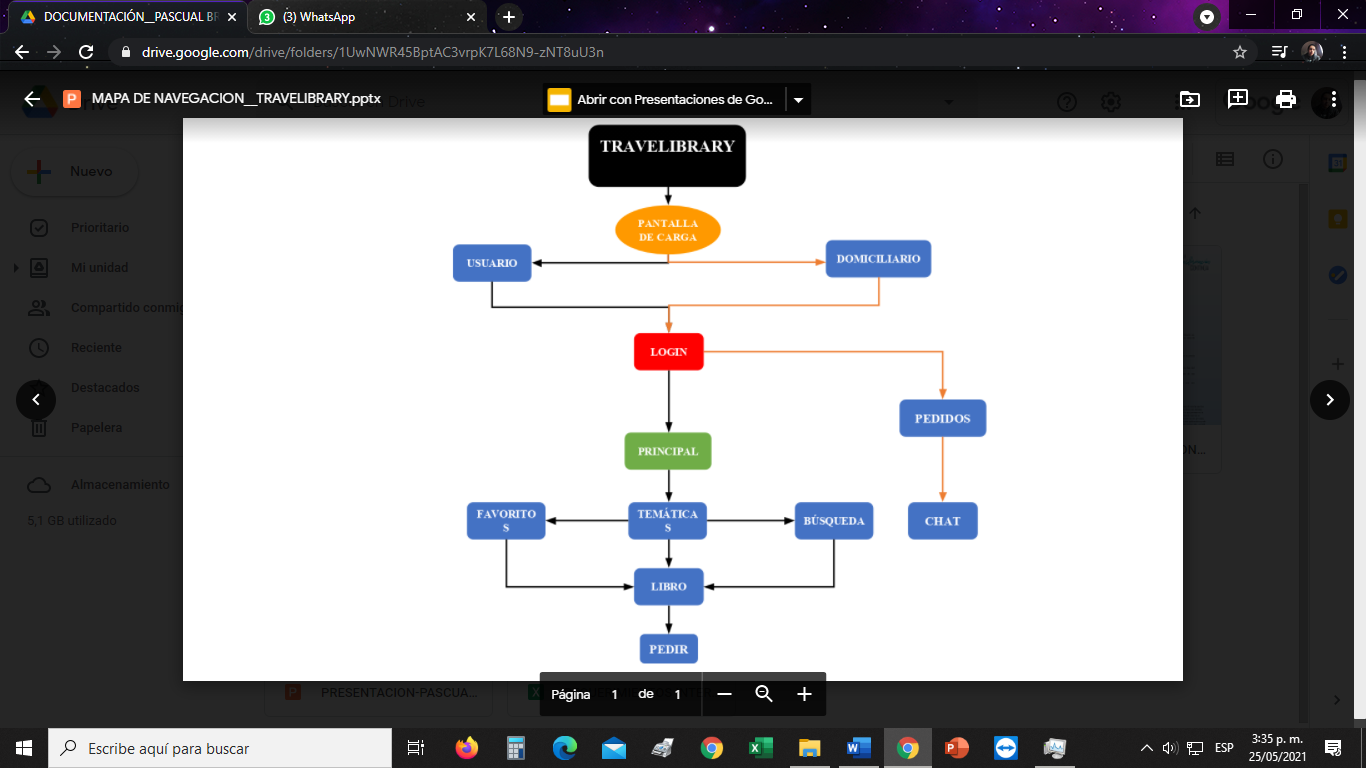 DOCUMENTACIÓN__PASCUAL BR
(3) WhatsApp
drive.google.com/drive/folders/1UwNWR45BptAC3vrpK7L68N9-zNT8uU3n
MAPA DE NAVEGACION__TRAVELIBRARY.pptx
Abrir con Presentaciones de Go...
Nuevo
Prioritario
Mi unidad
Compartido conmig
Reciente
Destacados
Papelera
Almacenamiento
5,1 GB utilizado
TRAVELIBRARY
PANTALLA
DE CARGA
USUARIO
DOMICILIARIO
LOGIN
PEDIDOS
PRINCIPAL
FAVORITO
S
TEMÀTICA
S
BÚSQUEDA
CHAT
LIBRO
PEDIR
PRESENTACION-PASCUA...
Página 1 de 1
Escribe aquí para buscar
ESP
3:35 p. m.
25/05/2021